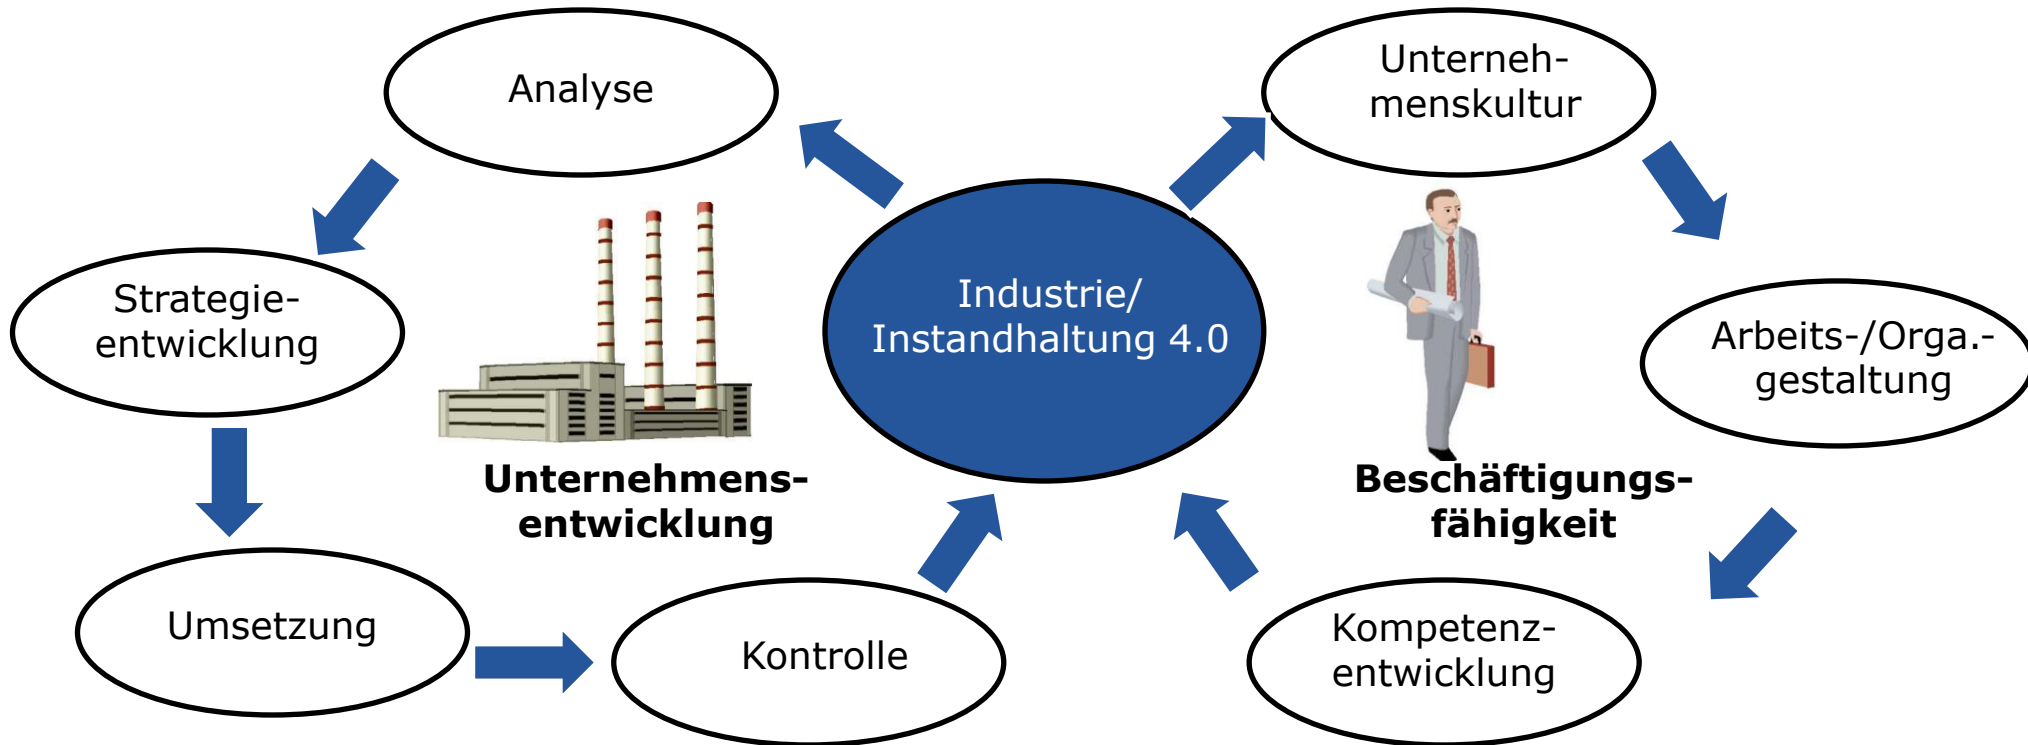 Analyse
Unterneh-
menskultur
Strategie-
entwicklung
Industrie/
Instandhaltung 4.0
Arbeits-/Orga.-
gestaltung
Unternehmens-
entwicklung
Beschäftigungs-
fähigkeit
Umsetzung
Kontrolle
Kompetenz-
entwicklung